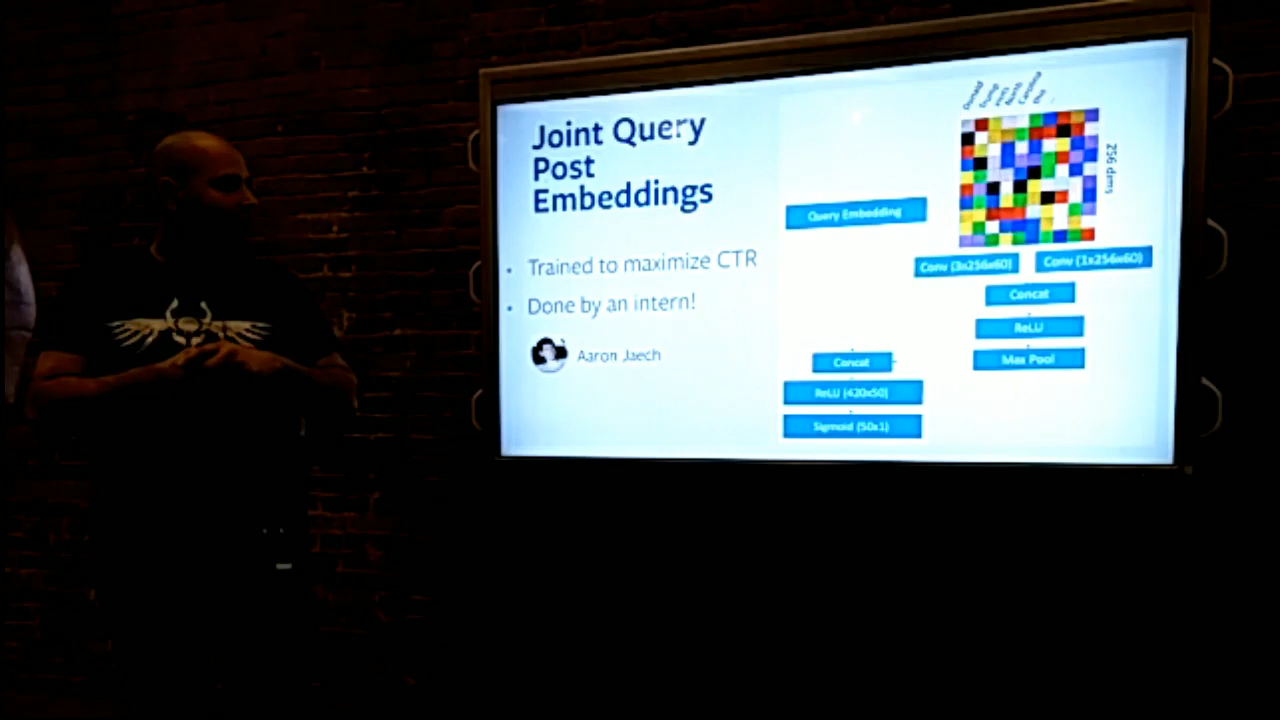 Joint Query
Post
Embeddings
• Trained to maximize CTR
• Done by an intern!
Aaron Jaech
Donald
256 dims
Query Embedding
Conv (3x256x60)
Conv (1x256x60)
Concat
ReLU
Max Pool
Concat
ReLU (420x50)
Sigmoid (50x1)